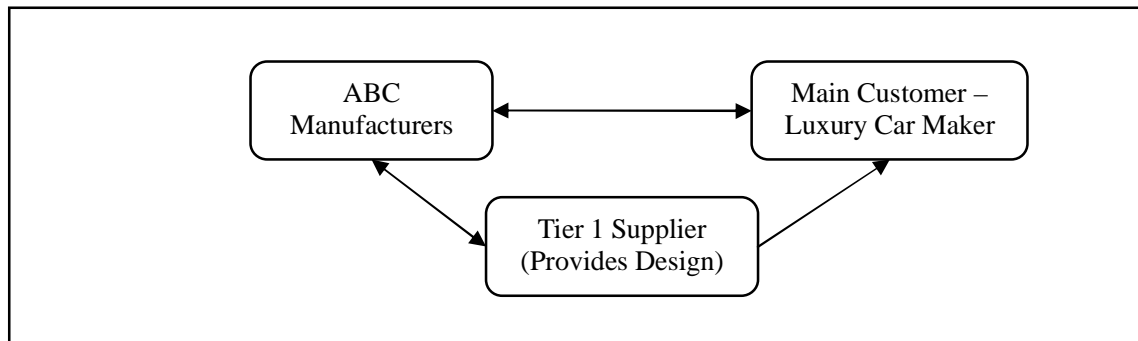 ABC
Manufacturers
Main Customer –
Luxury Car Maker
Tier 1 Supplier
(Provides Design)